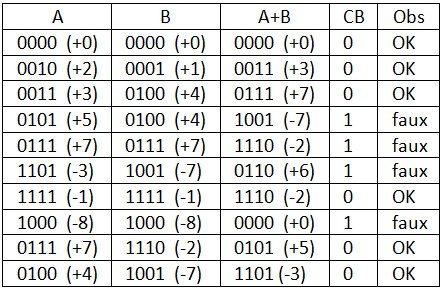 A B A+B CB Obs
0000 (+0) 0000 (+0) 0000 (+0) 0 OK
0010 (+2) 0001 (+1) 0011 (+3) 0 OK
0011 (+3) 0100 (+4) 0111 (+7) 0 OK
0101 (+5) 0100 (+4) 1001 (-7) 1 faux
0111 (+7) 0111 (+7) 1110 (-2) 1 faux
1101 (-3) 1001 (-7) 0110 (+6) 1 faux
1111 (-1) 1111 (-1) 1110 (-2) 0 OK
1000 (-8) 1000 (-8) 0000 (+0) 1 faux
0111 (+7) 1110 (-2) 0101 (+5) 0 OK
0100 (+4) 1001 (-7) 1101 (-3) 0 OK